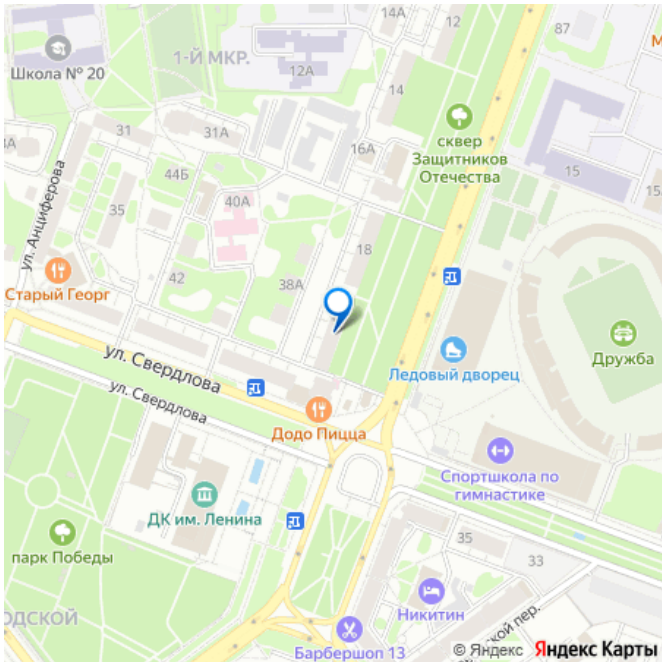 14А
12
87
М
1-Й МКР.
Школа № 20
12А
14
сквер
Защитников
Отечества
31
31А
16А
15
15
44Б
ул. Анциферова
35
40А
18
42
38А
Старый Георг
Дружба
ул. Свердлова
Ледовый дворец
ул. Свердлова
Додо Пицца
Спортшкола по
гимнастике
ДК им. Ленина
парк Победы
35
33
ОДСКОЙ
Никитин
ской пер.
Барбершоп 13
© Яндекс
Яндекс Карты